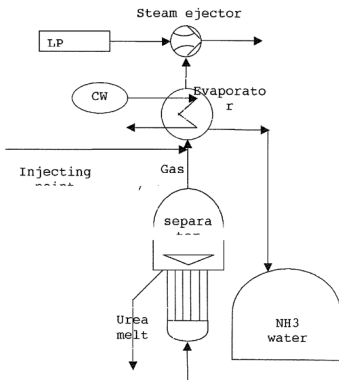 Steam ejector
LP
CW
Evaporato
r
Injecting
Gas
separa
Urea
melt
NH3
water